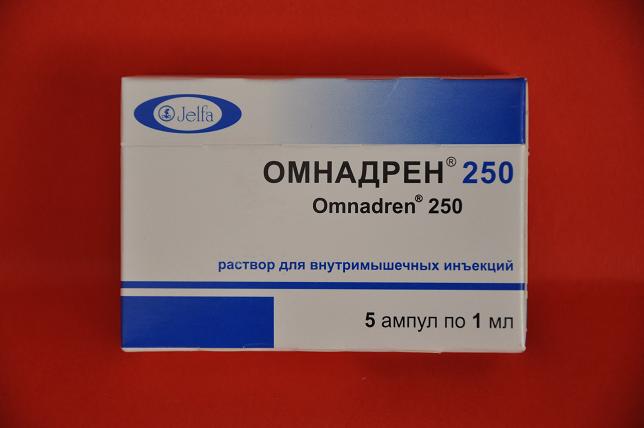 Jelfa
ОМНАДРЕН® 250
Omnadren® 250
раствор для внутримышечных инъекций
5 ампул по 1 мл